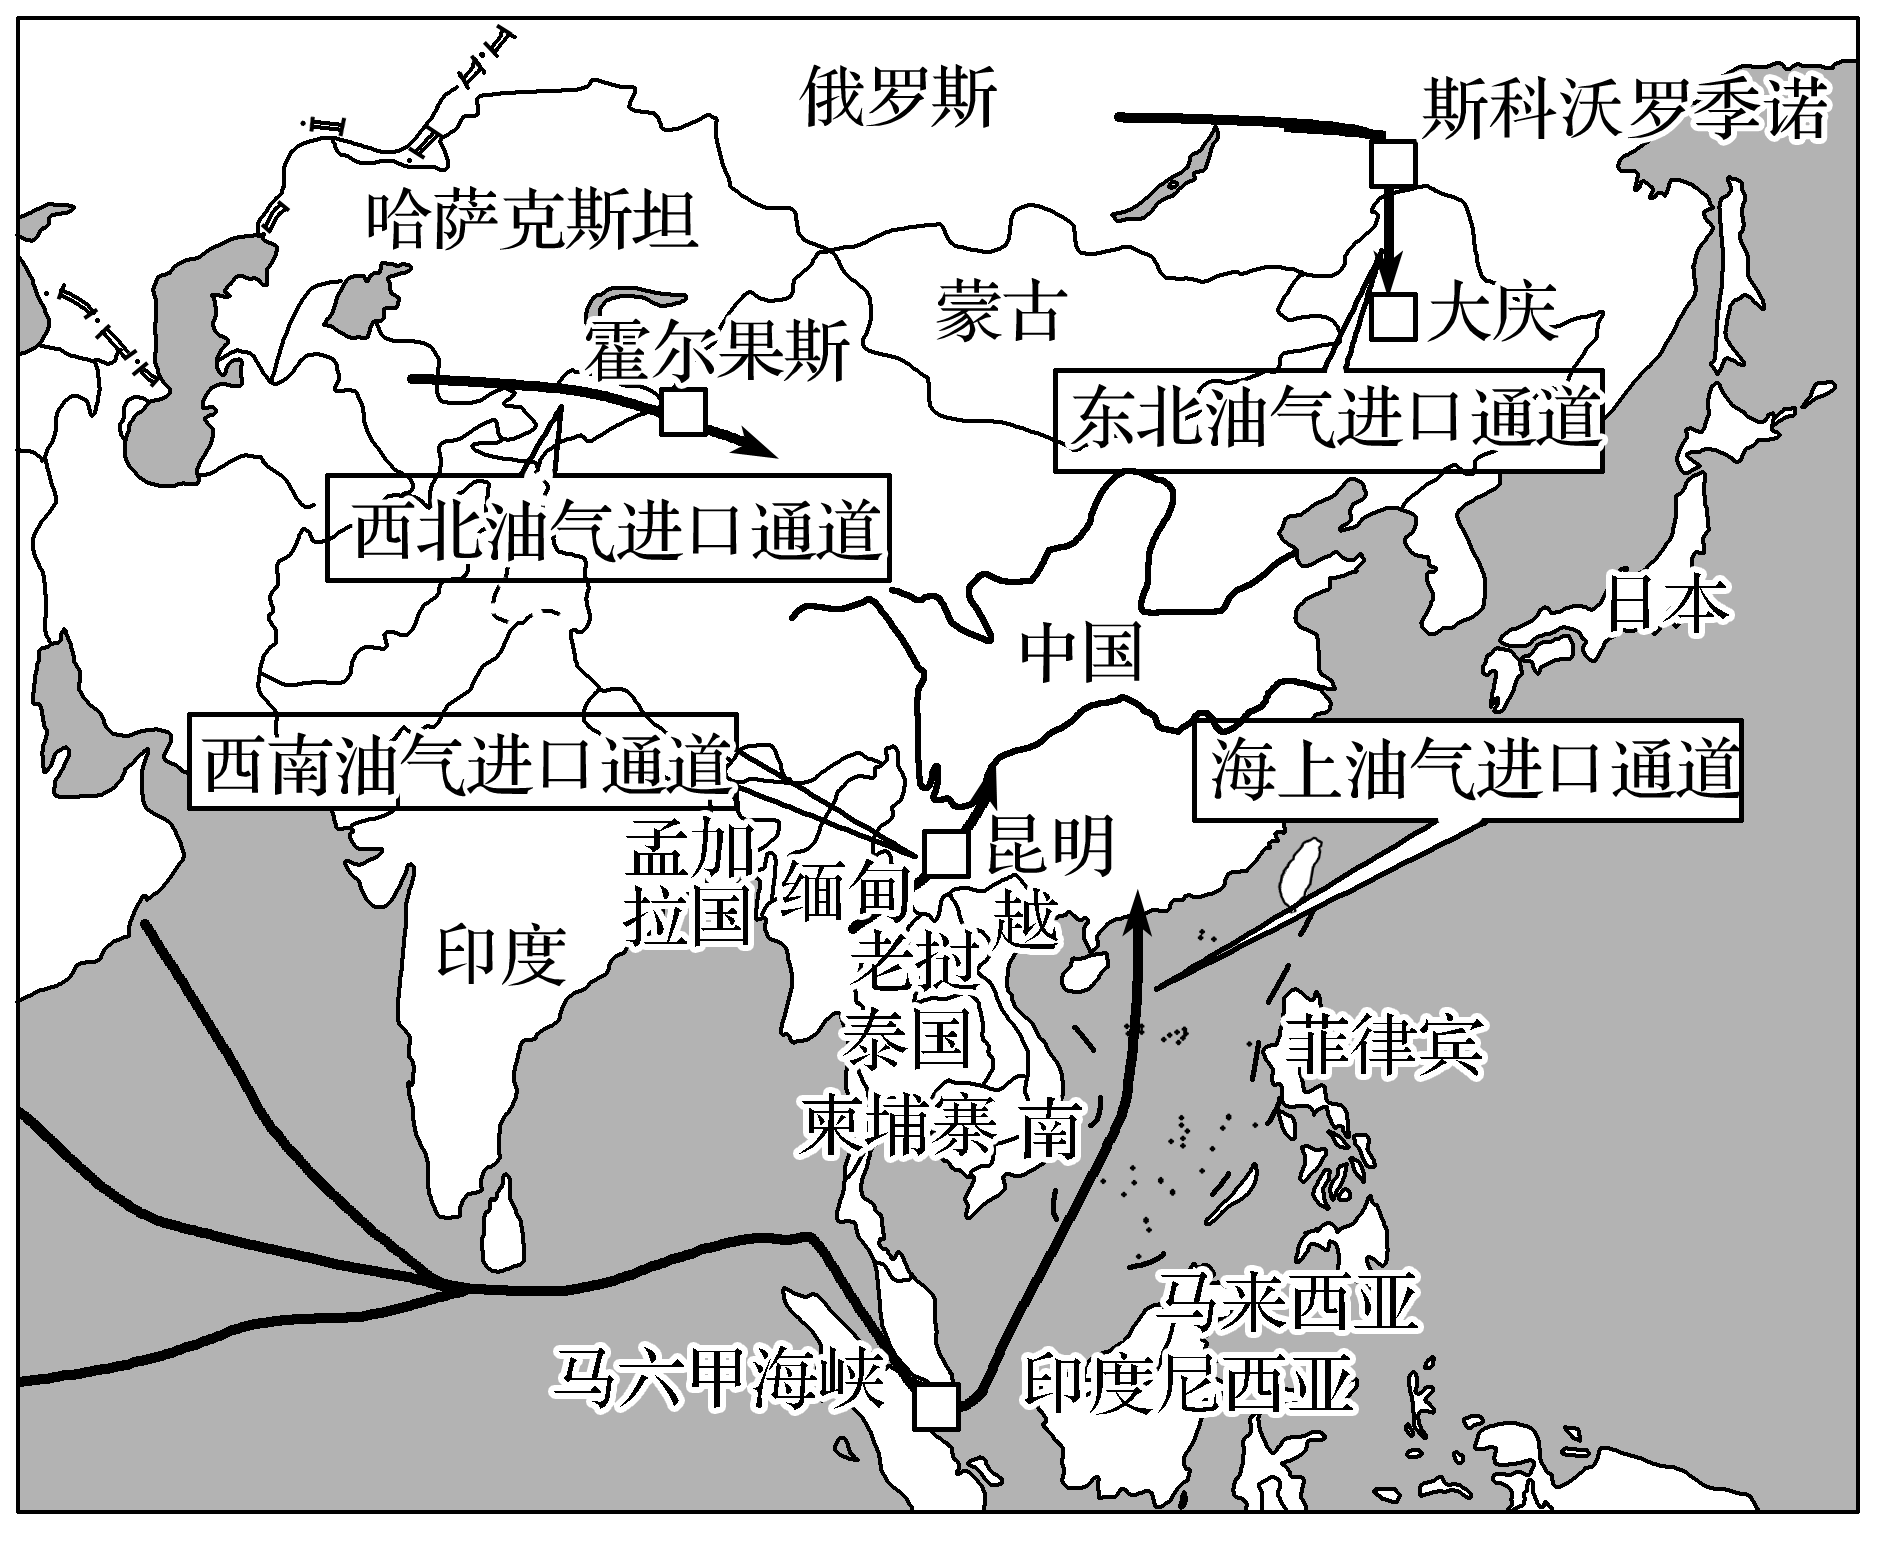 俄罗斯
斯科沃罗季诺
哈萨克斯坦
蒙古
大庆
霍尔果斯
东北油气进口通道
西北油气进口通道
日本
中国
西南油气进口通道
海上油气进口通道
孟加
拉国
缅甸
昆明
越
印度
老挝
泰国
菲律宾
柬埔寨
南
马来西亚
马六甲海峡
印度尼西亚